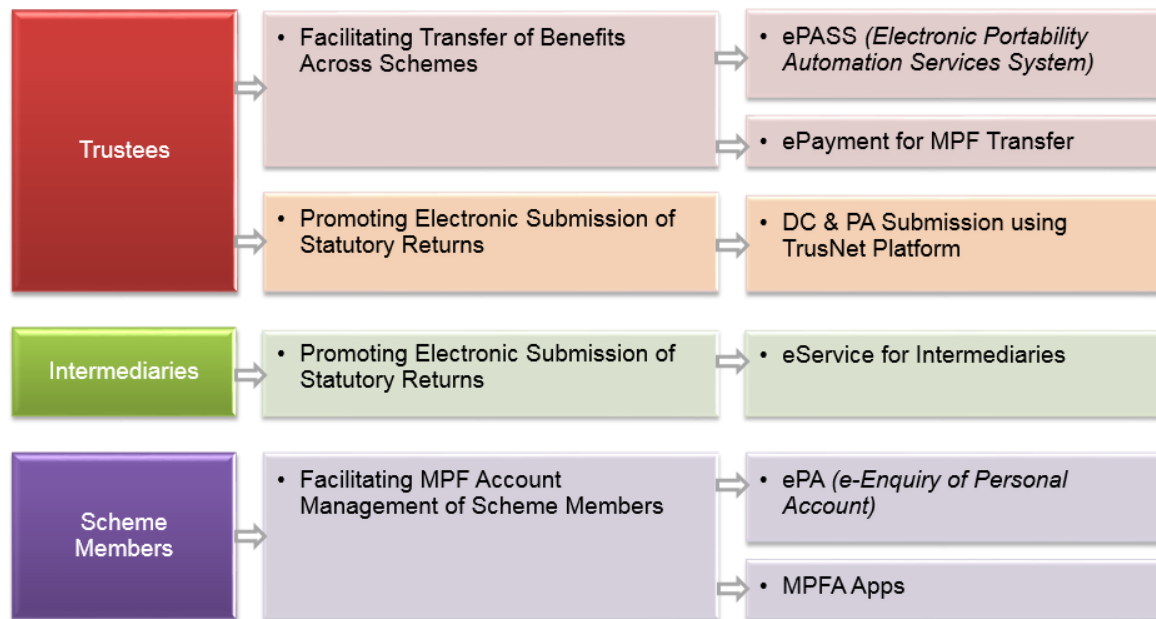 Trustees
• Facilitating Transfer of Benefits
Across Schemes
• ePASS (Electronic Portability
Automation Services System)
• ePayment for MPF Transfer
• Promoting Electronic Submission of
Statutory Returns
• DC & PA Submission using
TrusNet Platform
Intermediaries
• Promoting Electronic Submission of
Statutory Returns
• eService for Intermediaries
Scheme
Members
• Facilitating MPF Account
Management of Scheme Members
• ePA (e-Enquiry of Personal
Account)
• MPFA Apps